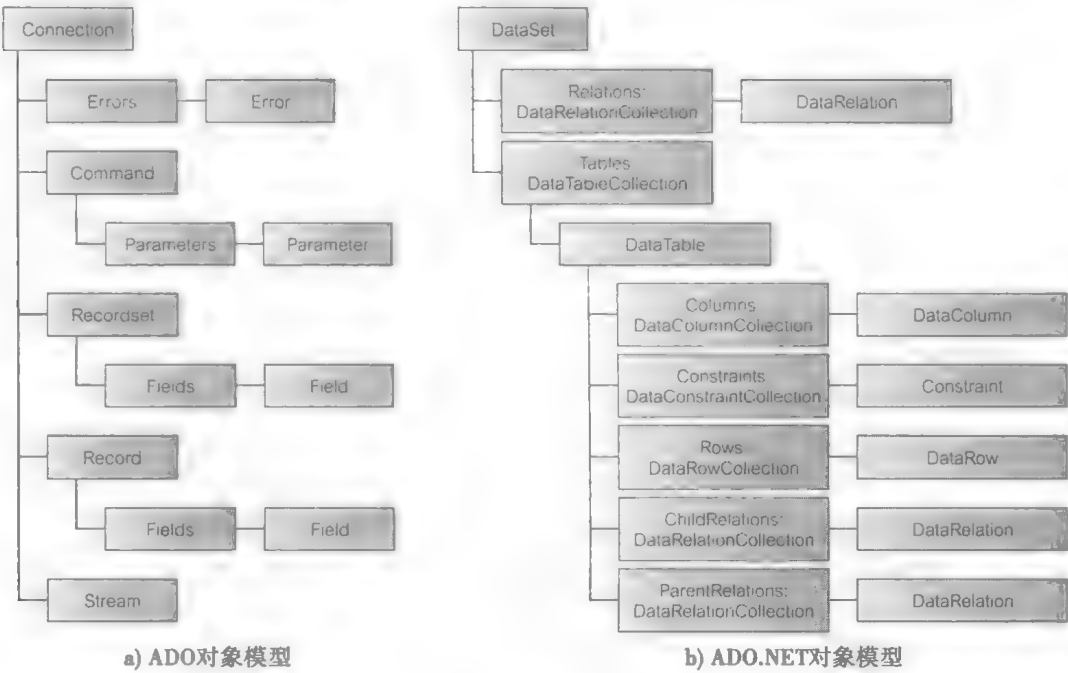 Connection
Errors
Error
Command
Parameters
Parameter
Recordset
Fields
Field
Record
Fields
Field
Stream
a) ADO对象模型
DataSet
Relations:
DataRelationCollection
DataRelation
Tables
DataTableCollection
DataTable
Columns
DataColumnCollection
DataColumn
Constraints
DataConstraintCollection
Constraint
Rows
DataRowCollection
DataRow
ChildRelations:
DataRelationCollection
DataRelation
ParentRelations:
DataRelationCollection
DataRelation
b) ADO.NET对象模型